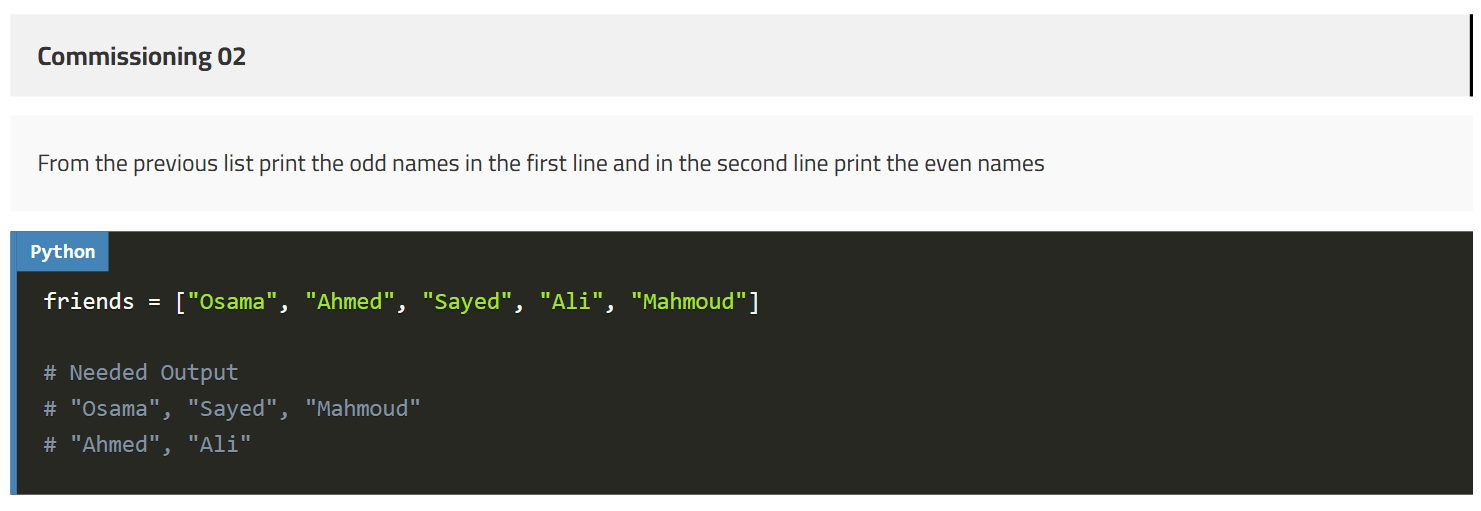 Commissioning 02
From the previous list print the odd names in the first line and in the second line print the even names
Python
friends = ["Osama", "Ahmed", "Sayed", "Ali", "Mahmoud"]
# Needed Output
# "Osama", "Sayed", "Mahmoud"
# "Ahmed", "Ali"